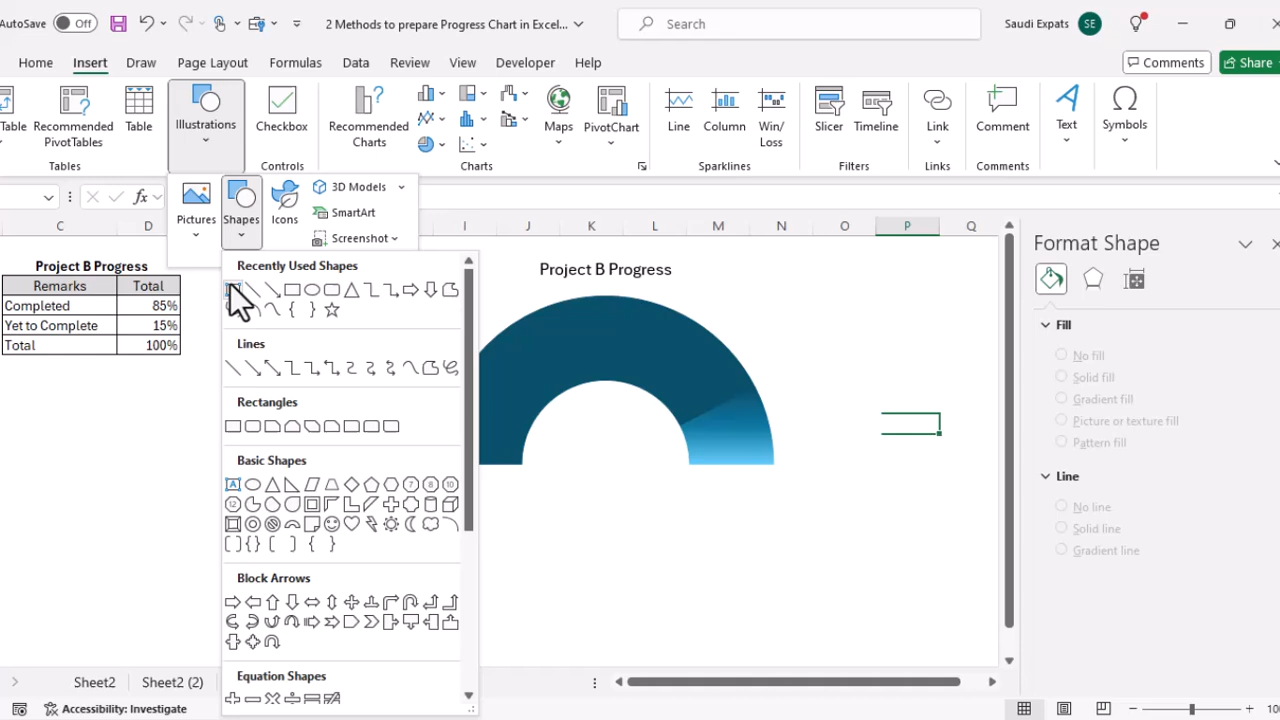 AutoSave Off 2 Methods to prepare Progress Chart in Excel... Search Saudi Expats SE
Home Insert Draw Page Layout Formulas Data Review View Developer Help Comments Share
Table Recommended PivotTables Table Illustrations Checkbox Recommended Charts Maps PivotChart Line Column Win/Loss Slicer Timeline Link Comment Text Symbols
Tables Controls Charts Sparklines Filters Links Comments
Pictures Shapes Icons 3D Models
SmartArt
Screenshot
fx
C D I J K L M N O P Q
Project B Progress
Remarks Total
Completed 85%
Yet to Complete 15%
Total 100%
Recently Used Shapes
Lines
Rectangles
Basic Shapes
A 7 8 10
12
Block Arrows
Equation Shapes
Project B Progress
Format Shape
Fill
No fill
Solid fill
Gradient fill
Picture or texture fill
Pattern fill
Line
No line
Solid line
Gradient line
Sheet2 Sheet2 (2)
Accessibility: Investigate